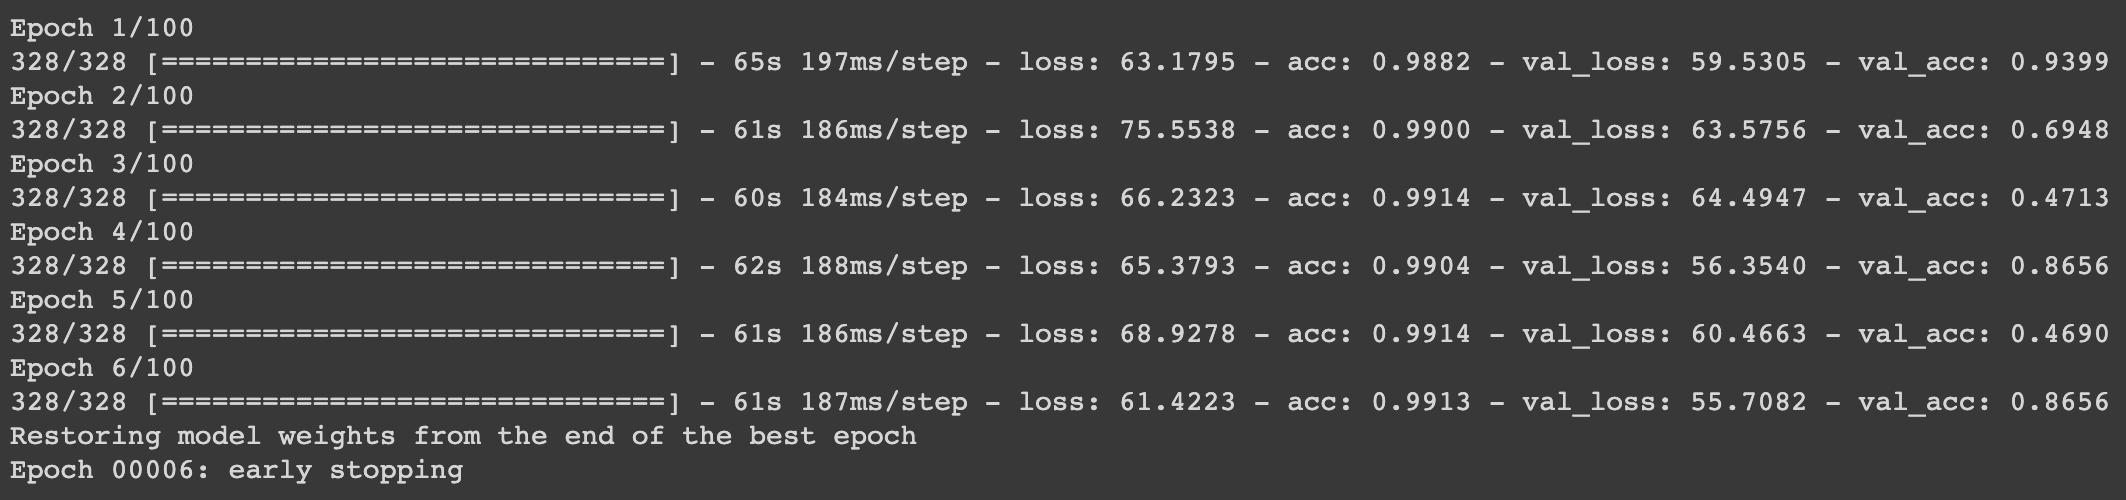 Epoch 1/100
328/328 [==============================] - 65s 197ms/step - loss: 63.1795 - acc: 0.9882 - val_loss: 59.5305 - val_acc: 0.9399
Epoch 2/100
328/328 [==============================] - 61s 186ms/step - loss: 75.5538 - acc: 0.9900 - val_loss: 63.5756 - val_acc: 0.6948
Epoch 3/100
328/328 [==============================] - 60s 184ms/step - loss: 66.2323 - acc: 0.9914 - val_loss: 64.4947 - val_acc: 0.4713
Epoch 4/100
328/328 [==============================] - 62s 188ms/step - loss: 65.3793 - acc: 0.9904 - val_loss: 56.3540 - val_acc: 0.8656
Epoch 5/100
328/328 [==============================] - 61s 186ms/step - loss: 68.9278 - acc: 0.9914 - val_loss: 60.4663 - val_acc: 0.4690
Epoch 6/100
328/328 [==============================] - 61s 187ms/step - loss: 61.4223 - acc: 0.9913 - val_loss: 55.7082 - val_acc: 0.8656
Restoring model weights from the end of the best epoch
Epoch 00006: early stopping